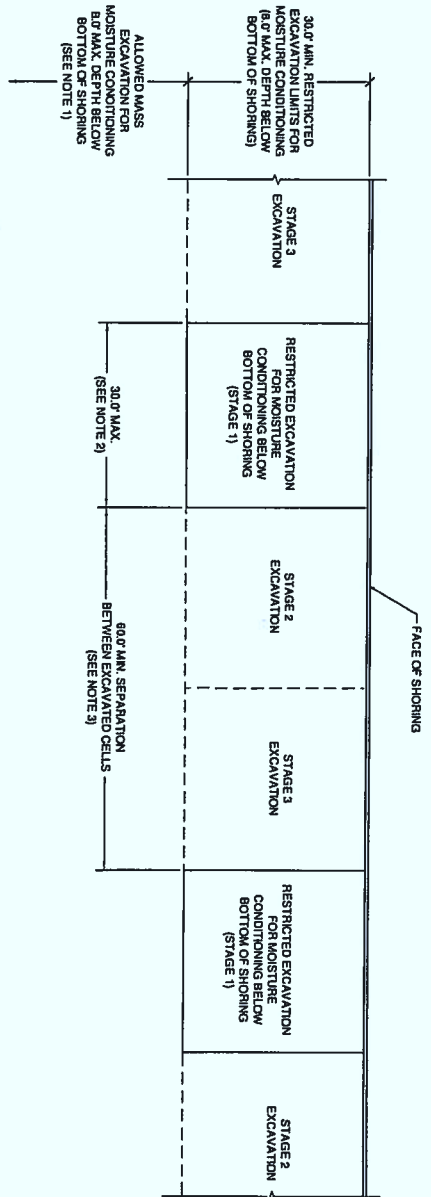 FACE OF SHORING
30.0' MIN. RESTRICTED
EXCAVATION LIMITS FOR
MOISTURE CONDITIONING
(8.0' MAX. DEPTH BELOW
BOTTOM OF SHORING)
STAGE 3
EXCAVATION
RESTRICTED EXCAVATION
FOR MOISTURE
CONDITIONING BELOW
BOTTOM OF SHORING
(STAGE 1)
STAGE 2
EXCAVATION
STAGE 3
EXCAVATION
RESTRICTED EXCAVATION
FOR MOISTURE
CONDITIONING BELOW
BOTTOM OF SHORING
(STAGE 1)
STAGE 2
EXCAVATION
ALLOWED MASS
EXCAVATION FOR
MOISTURE CONDITIONING
8.0' MAX. DEPTH BELOW
BOTTOM OF SHORING
(SEE NOTE 1)
30.0' MAX.
(SEE NOTE 2)
60.0' MIN. SEPARATION
BETWEEN EXCAVATED CELLS
(SEE NOTE 3)